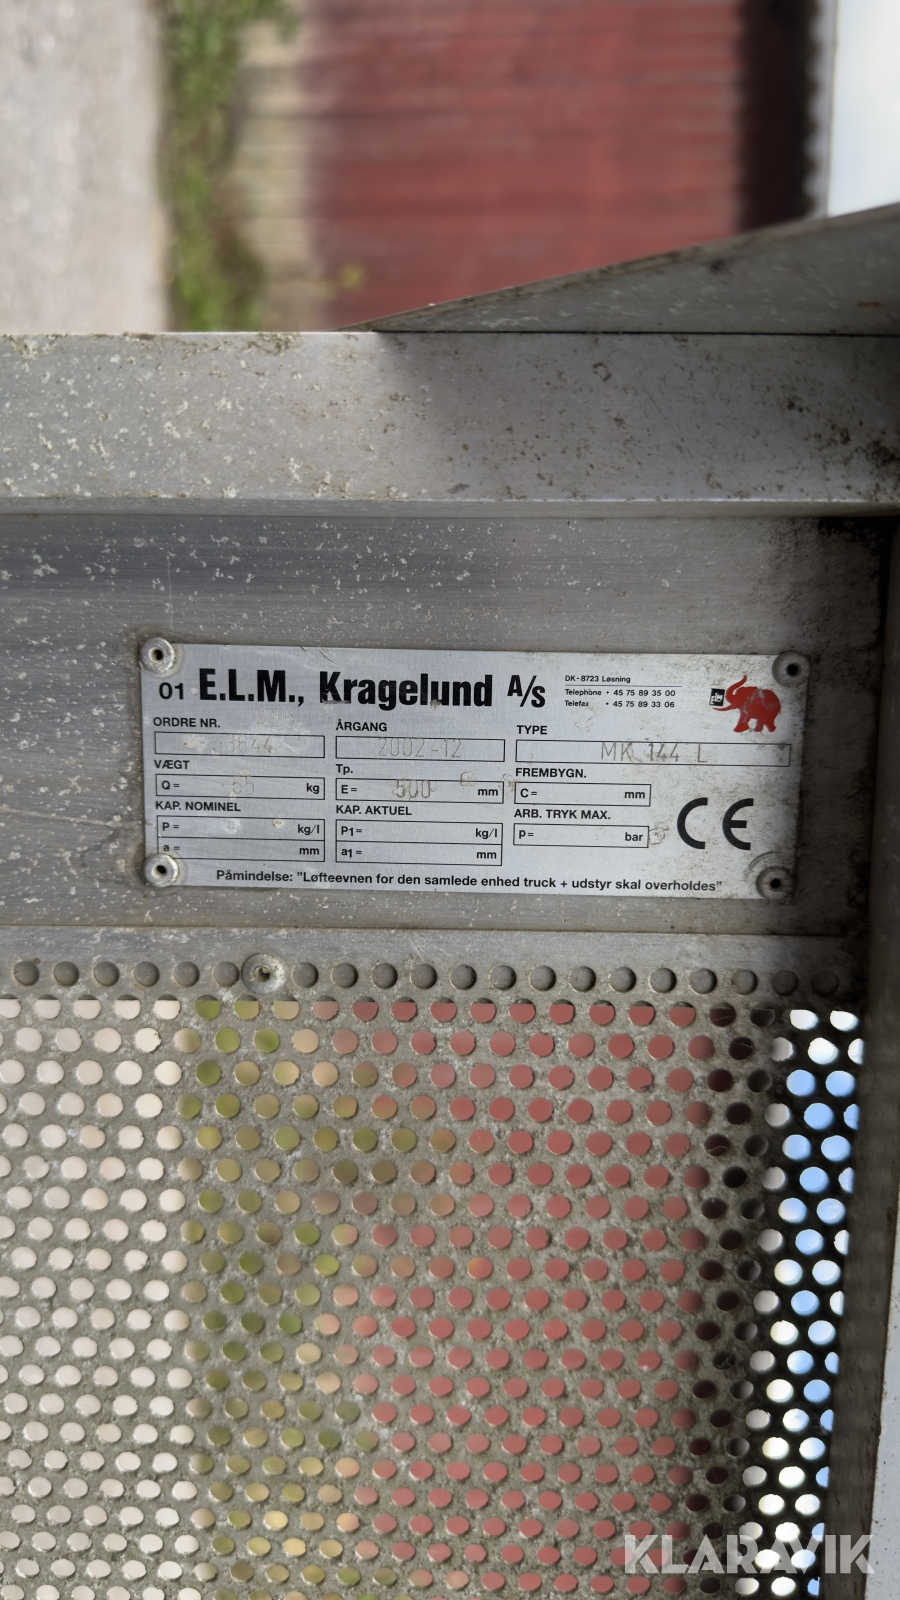 01 E.L.M., Kragelund A/s
DK-8723 Løsning
Telephone • +45 75 89 35 00
Telefax • +45 75 89 33 06
elm
ORDRE NR.
ÅRGANG
2002-12
TYPE
MK 144 L
VÆGT
Q= kg
Tp.
E= 500 mm
FREMBYGN.
C= mm
KAP. NOMINEL
P= kg/l
a= mm
KAP. AKTUEL
P1= kg/l
a1= mm
ARB. TRYK MAX.
p= bar
CE
Påmindelse: "Løfteevnen for den samlede enhed truck + udstyr skal overholdes"
KLARAVIK